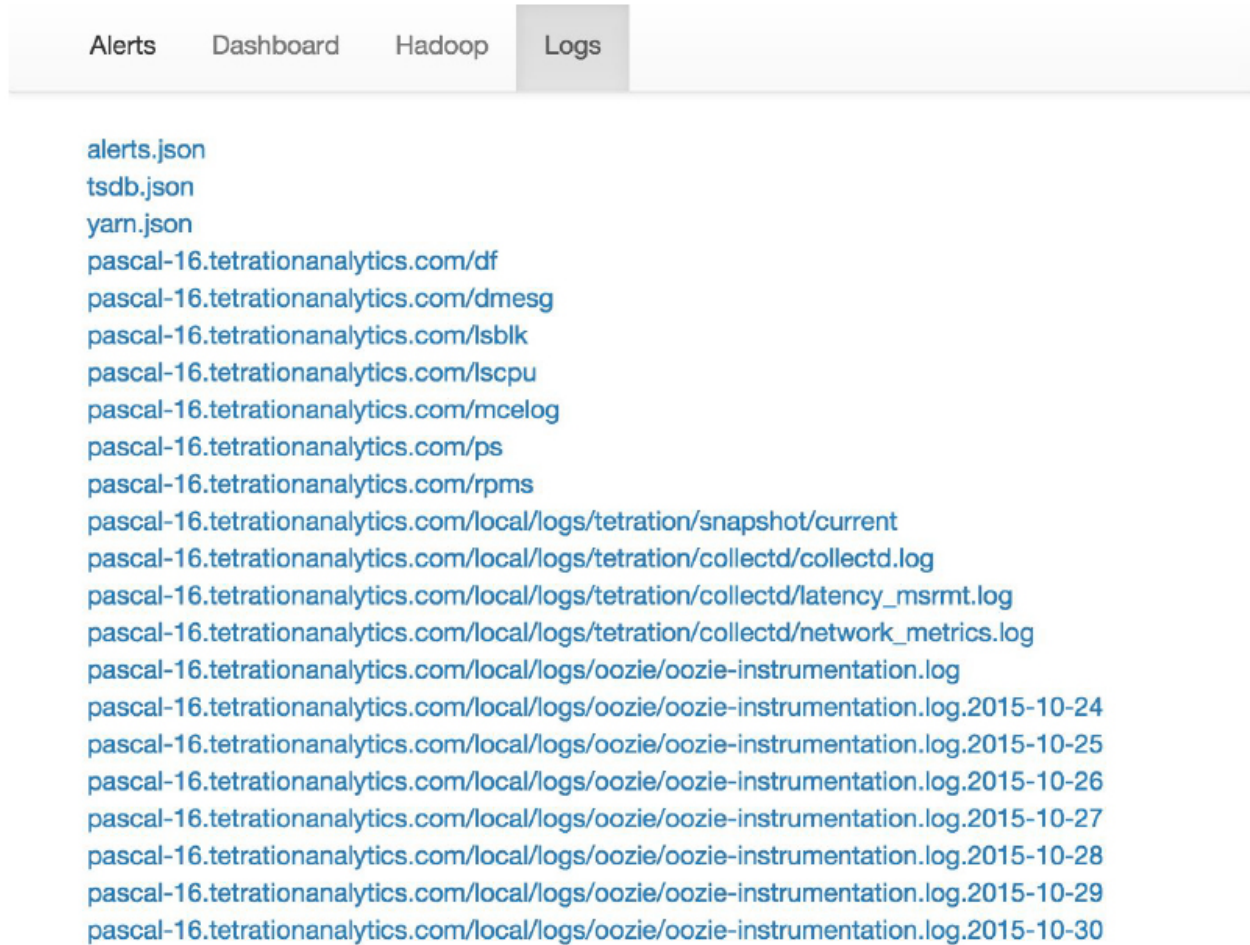 Alerts Dashboard Hadoop Logs
alerts.json
tsdb.json
yarn.json
pascal-16.tetrationanalytics.com/df
pascal-16.tetrationanalytics.com/dmesg
pascal-16.tetrationanalytics.com/lsblk
pascal-16.tetrationanalytics.com/lscpu
pascal-16.tetrationanalytics.com/mcelog
pascal-16.tetrationanalytics.com/ps
pascal-16.tetrationanalytics.com/rpms
pascal-16.tetrationanalytics.com/local/logs/tetration/snapshot/current
pascal-16.tetrationanalytics.com/local/logs/tetration/collectd/collectd.log
pascal-16.tetrationanalytics.com/local/logs/tetration/collectd/latency_msrmt.log
pascal-16.tetrationanalytics.com/local/logs/tetration/collectd/network_metrics.log
pascal-16.tetrationanalytics.com/local/logs/oozie/oozie-instrumentation.log
pascal-16.tetrationanalytics.com/local/logs/oozie/oozie-instrumentation.log.2015-10-24
pascal-16.tetrationanalytics.com/local/logs/oozie/oozie-instrumentation.log.2015-10-25
pascal-16.tetrationanalytics.com/local/logs/oozie/oozie-instrumentation.log.2015-10-26
pascal-16.tetrationanalytics.com/local/logs/oozie/oozie-instrumentation.log.2015-10-27
pascal-16.tetrationanalytics.com/local/logs/oozie/oozie-instrumentation.log.2015-10-28
pascal-16.tetrationanalytics.com/local/logs/oozie/oozie-instrumentation.log.2015-10-29
pascal-16.tetrationanalytics.com/local/logs/oozie/oozie-instrumentation.log.2015-10-30